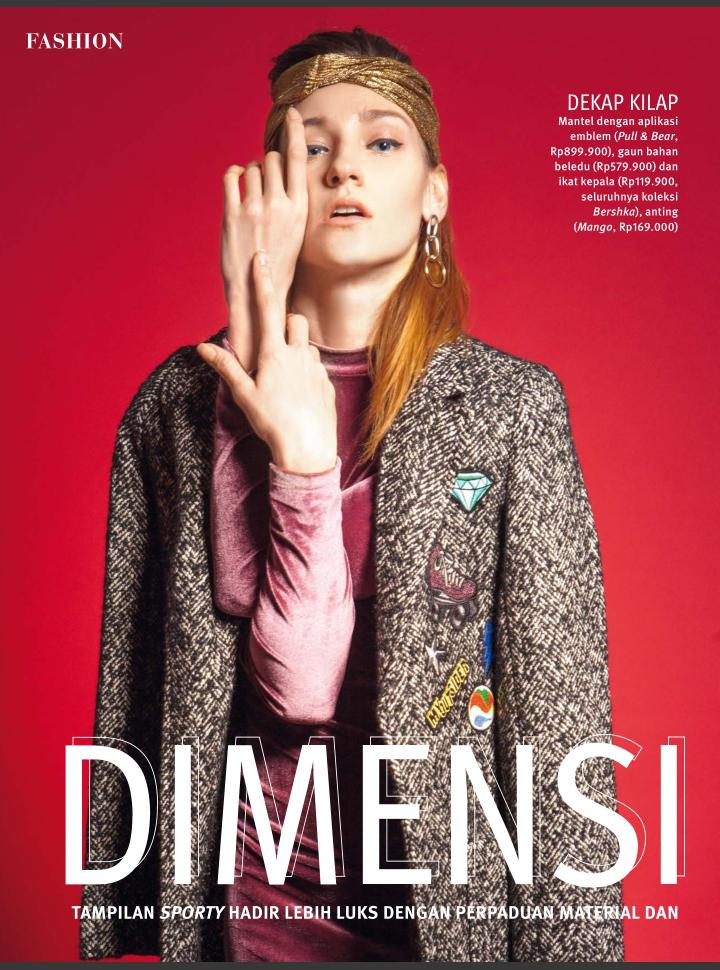 FASHION
DEKAP KILAP
Mantel dengan aplikasi
emblem (Pull & Bear,
Rp899.900), gaun bahan
beledu (Rp579.900) dan
ikat kepala (Rp119.900,
seluruhnya koleksi
Bershka), anting
(Mango, Rp169.000)
DIMENSI
TAMPILAN SPORTY HADIR LEBIH LUKS DENGAN PERPADUAN MATERIAL DAN